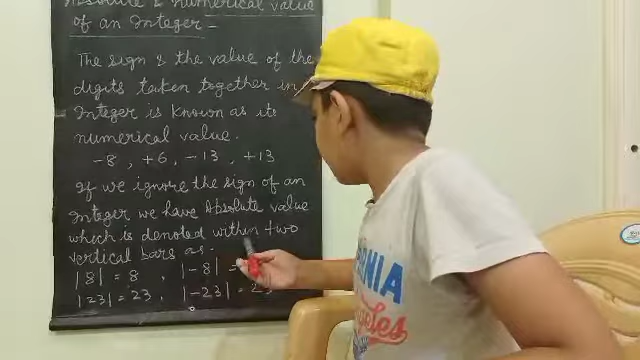 Absolute & Numerical value
of an Integer =
The sign is the value of the
digits taken together in
Integer is known as its
numerical value.
-8 , +6 , -13 , +13
If we ignore the sign of an
Integer we have Absolute value
which is denoted within two
vertical bars as.
|8| = 8 , |-8| =
|23| = 23 , |-23| = 23